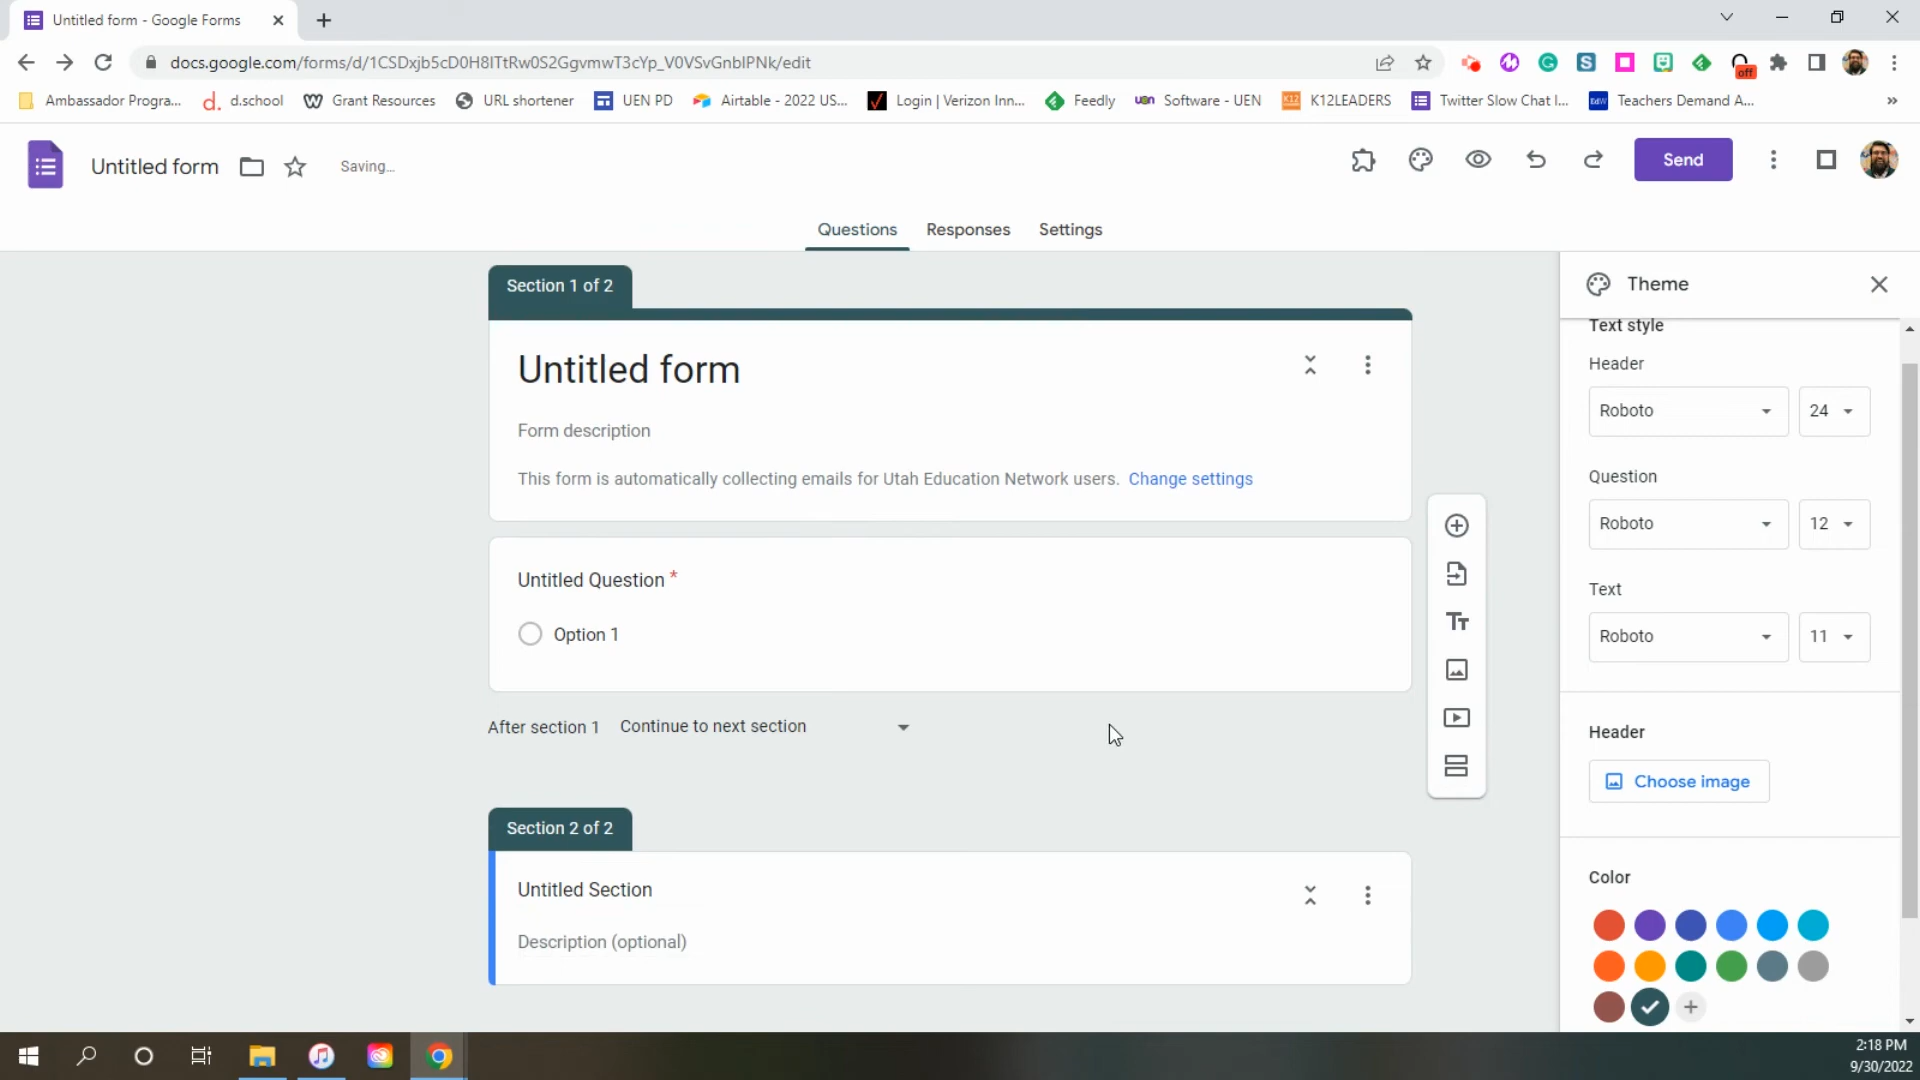 Untitled form - Google Forms
docs.google.com/forms/d/1CSDxjb5cD0H8ITtRw0S2GgvmwT3cYp_V0VSvGnbIPNk/edit
off
Ambassador Progra...
d. d.school
Grant Resources
URL shortener
UEN PD
Airtable - 2022 US...
Login | Verizon Inn...
Feedly
uen Software - UEN
K12 K12LEADERS
Twitter Slow Chat I...
EdW Teachers Demand A...
»
Untitled form
Saving...
Send
Questions
Responses
Settings
Section 1 of 2
Untitled form
Form description
This form is automatically collecting emails for Utah Education Network users. Change settings
Untitled Question *
Option 1
After section 1 Continue to next section
Section 2 of 2
Untitled Section
Description (optional)
Theme
Text style
Header
Roboto 24
Question
Roboto 12
Text
Roboto 11
Header
Choose image
Color
2:18 PM
9/30/2022